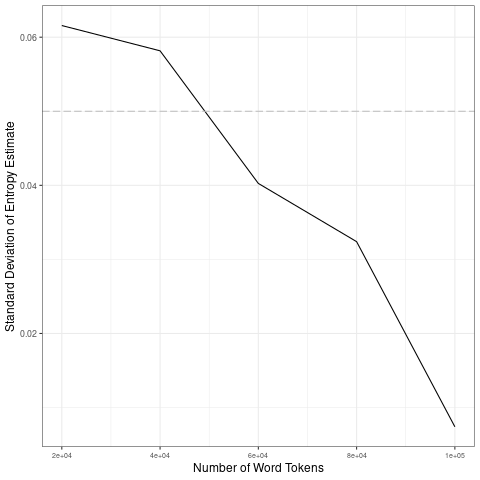 0.06
0.04
0.02
Standard Deviation of Entropy Estimate
2e+04 4e+04 6e+04 8e+04 1e+05
Number of Word Tokens